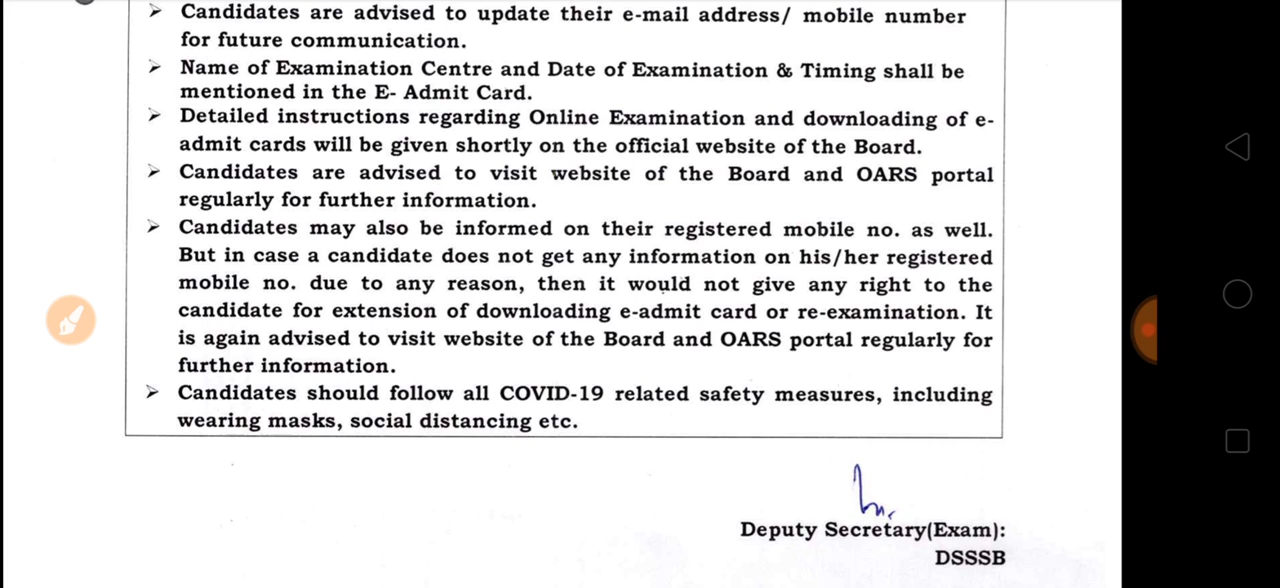 ➢ Candidates are advised to update their e-mail address/ mobile number
for future communication.
➢ Name of Examination Centre and Date of Examination & Timing shall be
mentioned in the E- Admit Card.
➢ Detailed instructions regarding Online Examination and downloading of e-
admit cards will be given shortly on the official website of the Board.
➢ Candidates are advised to visit website of the Board and OARS portal
regularly for further information.
➢ Candidates may also be informed on their registered mobile no. as well.
But in case a candidate does not get any information on his/her registered
mobile no. due to any reason, then it would not give any right to the
candidate for extension of downloading e-admit card or re-examination. It
is again advised to visit website of the Board and OARS portal regularly for
further information.
➢ Candidates should follow all COVID-19 related safety measures, including
wearing masks, social distancing etc.
Deputy Secretary(Exam):
DSSSB